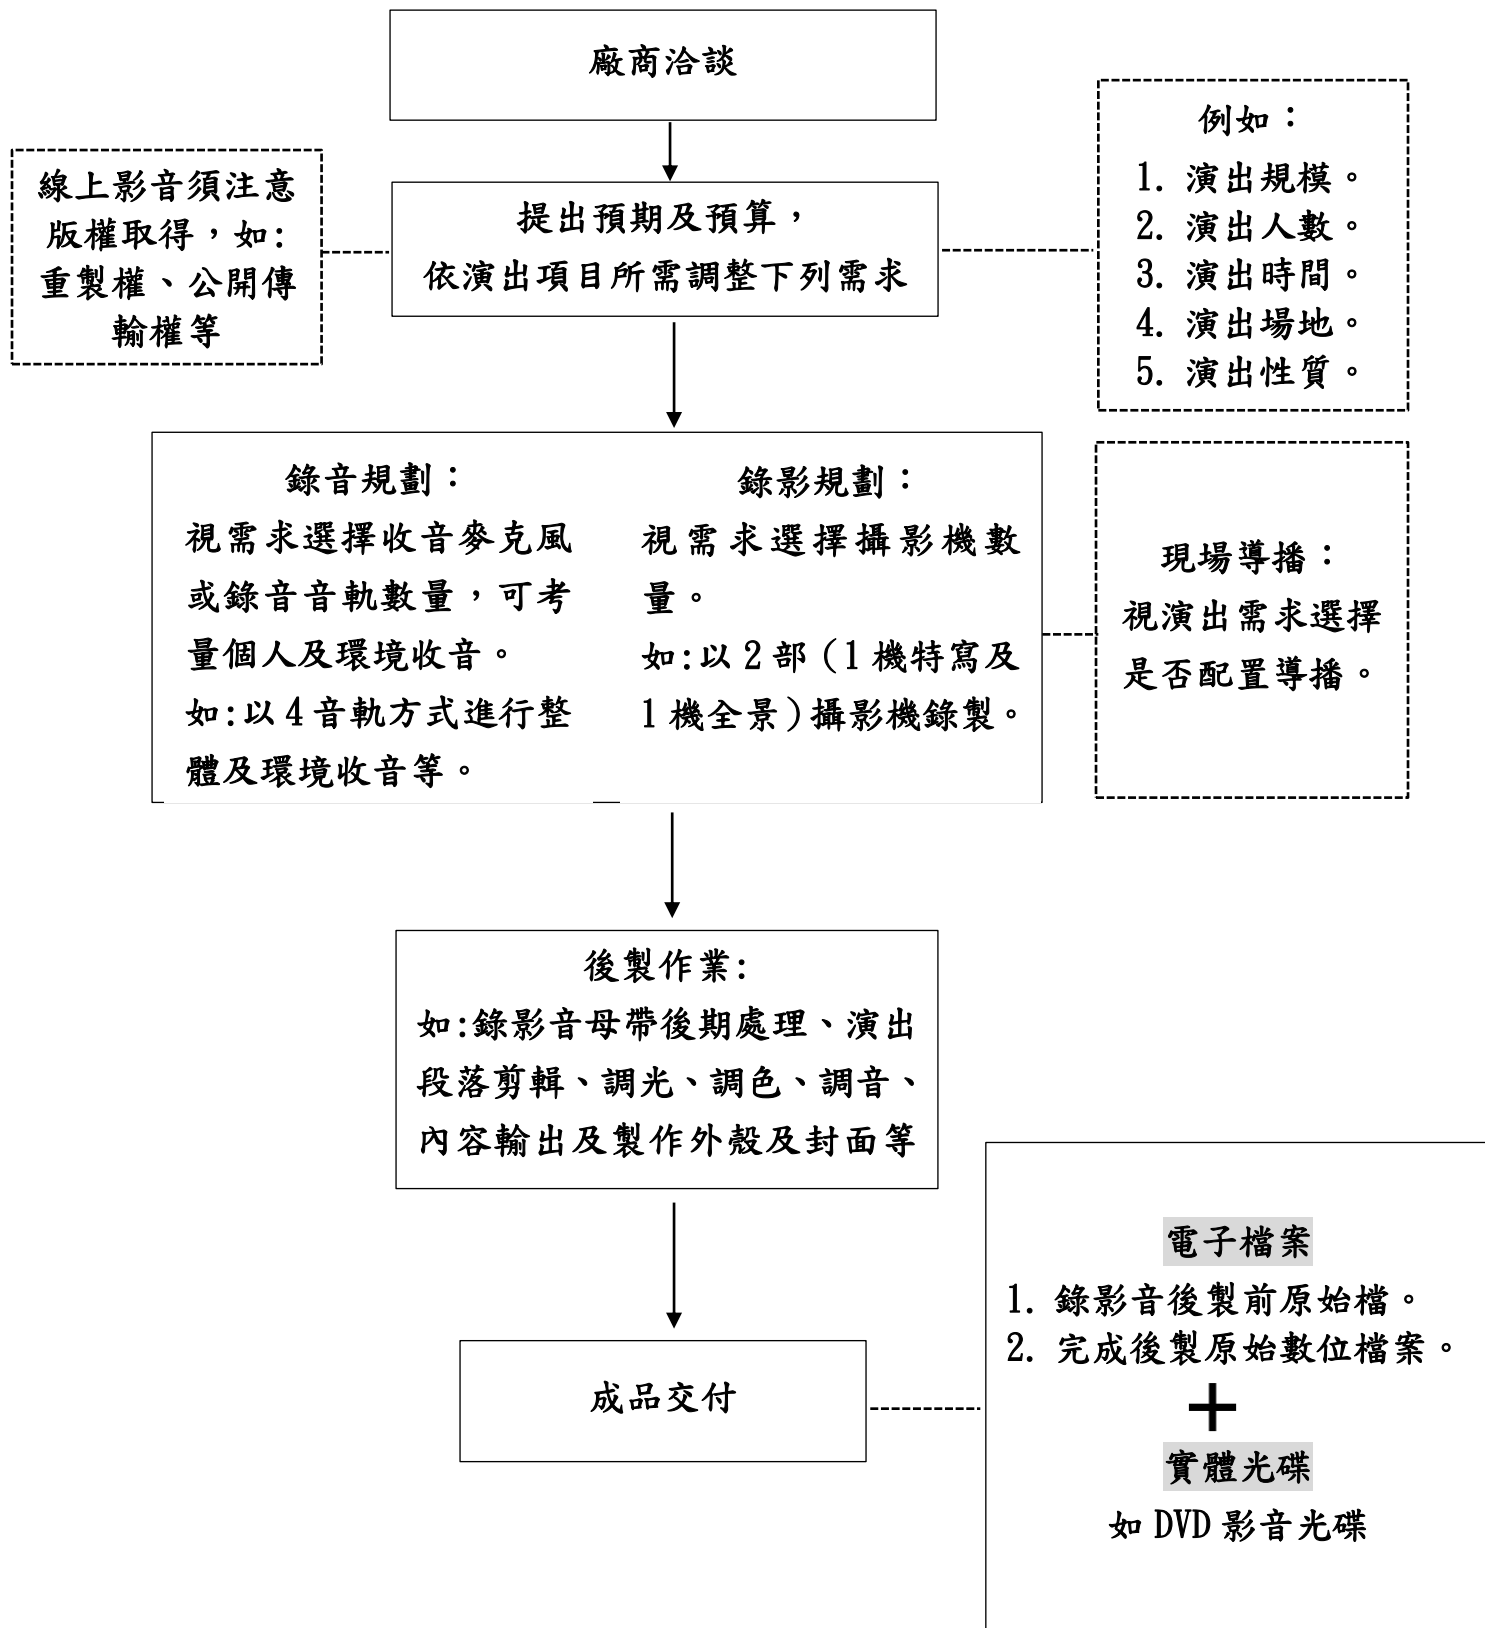 廠商洽談
線上影音須注意
版權取得，如:
重製權、公開傳
輸權等
提出預期及預算，
依演出項目所需調整下列需求
例如：
1. 演出規模。
2. 演出人數。
3. 演出時間。
4. 演出場地。
5. 演出性質。
錄音規劃：
視需求選擇收音麥克風
或錄音音軌數量，可考
量個人及環境收音。
如:以4音軌方式進行整
體及環境收音等。
錄影規劃：
視需求選擇攝影機數
量。
如:以2部(1機特寫及
1機全景)攝影機錄製。
現場導播：
視演出需求選擇
是否配置導播。
後製作業:
如:錄影音母帶後期處理、演出
段落剪輯、調光、調色、調音、
內容輸出及製作外殼及封面等
成品交付
電子檔案
1. 錄影音後製前原始檔。
2. 完成後製原始數位檔案。
+
實體光碟
如DVD影音光碟